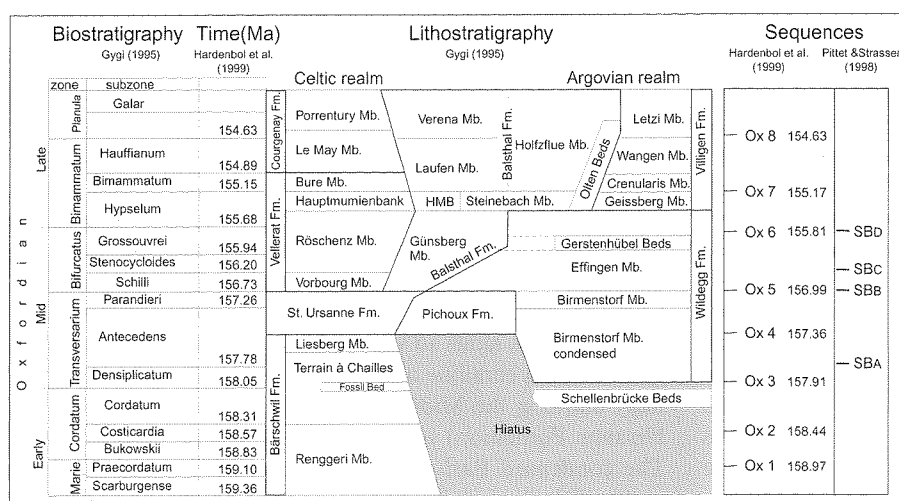 Biostratigraphy Time(Ma) Lithostratigraphy Sequences
Gygi (1995) Hardenbol et al. (1999) Gygi (1995) Hardenbol et al. (1999) Pittet &Strasser (1998)
Celtic realm Argovian realm
zone subzone
Oxfordian
Late
Mid
Early
Planula
Bimammatum
Bifurcatus
Transversarium
Cordatum
Marie
Galar
154.63
Hauffianum 154.89
Bimammatum 155.15
Hypselum 155.68
Grossouvrei 155.94
Stenocycloides 156.20
Schilli 156.73
Parandieri 157.26
Antecedens 157.78
Densiplicatum 158.05
Cordatum 158.31
Costicardia 158.57
Bukowskii 158.83
Praecordatum 159.10
Scarburgense 159.36
Courgenay Fm.
Vellerat Fm.
Bärschwil Fm.
Porrentury Mb.
Le May Mb.
Bure Mb.
Hauptmumienbank
Röschenz Mb.
Vorbourg Mb.
St. Ursanne Fm.
Liesberg Mb.
Terrain à Chailles
Fossil Bed
Renggeri Mb.
Verena Mb.
Laufen Mb.
HMB
Steinebach Mb.
Günsberg Mb.
Balsthal Fm.
Balsthal Fm.
Pichoux Fm.
Holfzflue Mb.
Olten Beds
Letzi Mb.
Wangen Mb.
Crenularis Mb.
Geissberg Mb.
Villigen Fm.
Gerstenhübel Beds
Effingen Mb.
Birmenstorf Mb.
Birmenstorf Mb. condensed
Wildegg Fm.
Schellenbrücke Beds
Hiatus
Ox 8 154.63
Ox 7 155.17
Ox 6 155.81
Ox 5 156.99
Ox 4 157.36
Ox 3 157.91
Ox 2 158.44
Ox 1 158.97
SBD
SBC
SBB
SBA